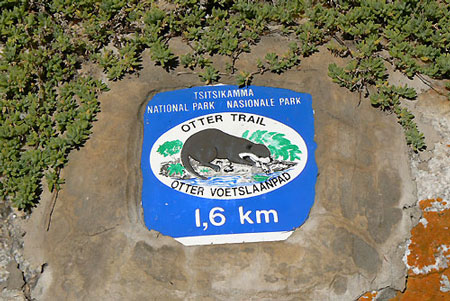 TSITSIKAMMA
NATIONAL PARK NASIONALE PARK
OTTER TRAIL
OTTER VOETSLAANPAD
1,6 km